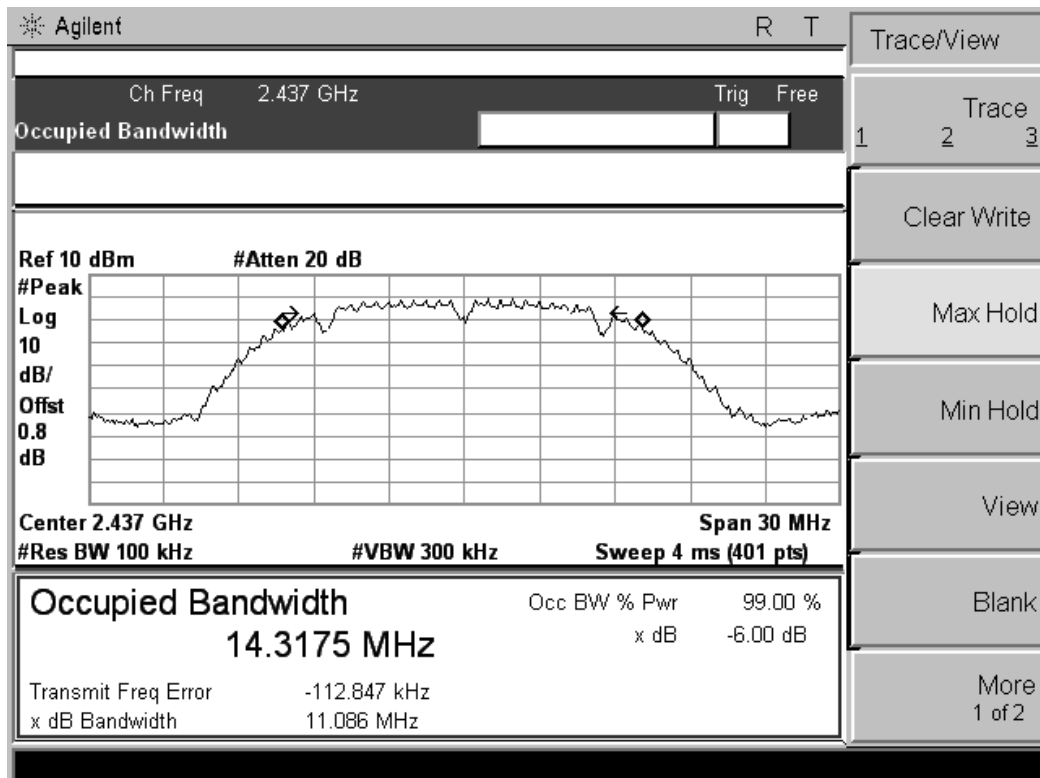 Agilent R T
Trace/View
Ch Freq 2.437 GHz Trig Free
Occupied Bandwidth
Trace
1 2 3
Clear Write
Max Hold
Min Hold
View
Blank
More
1 of 2
Ref 10 dBm #Atten 20 dB
#Peak
Log
10
dB/
Offst
0.8
dB
Center 2.437 GHz Span 30 MHz
#Res BW 100 kHz #VBW 300 kHz Sweep 4 ms (401 pts)
Occupied Bandwidth Occ BW % Pwr 99.00 %
14.3175 MHz x dB -6.00 dB
Transmit Freq Error -112.847 kHz
x dB Bandwidth 11.086 MHz